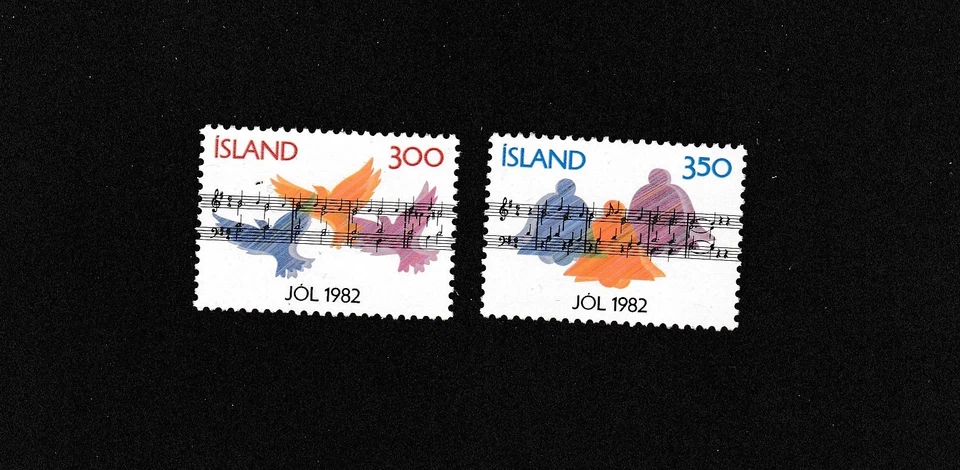 ÍSLAND 300
JÓL 1982
ÍSLAND 350
JÓL 1982